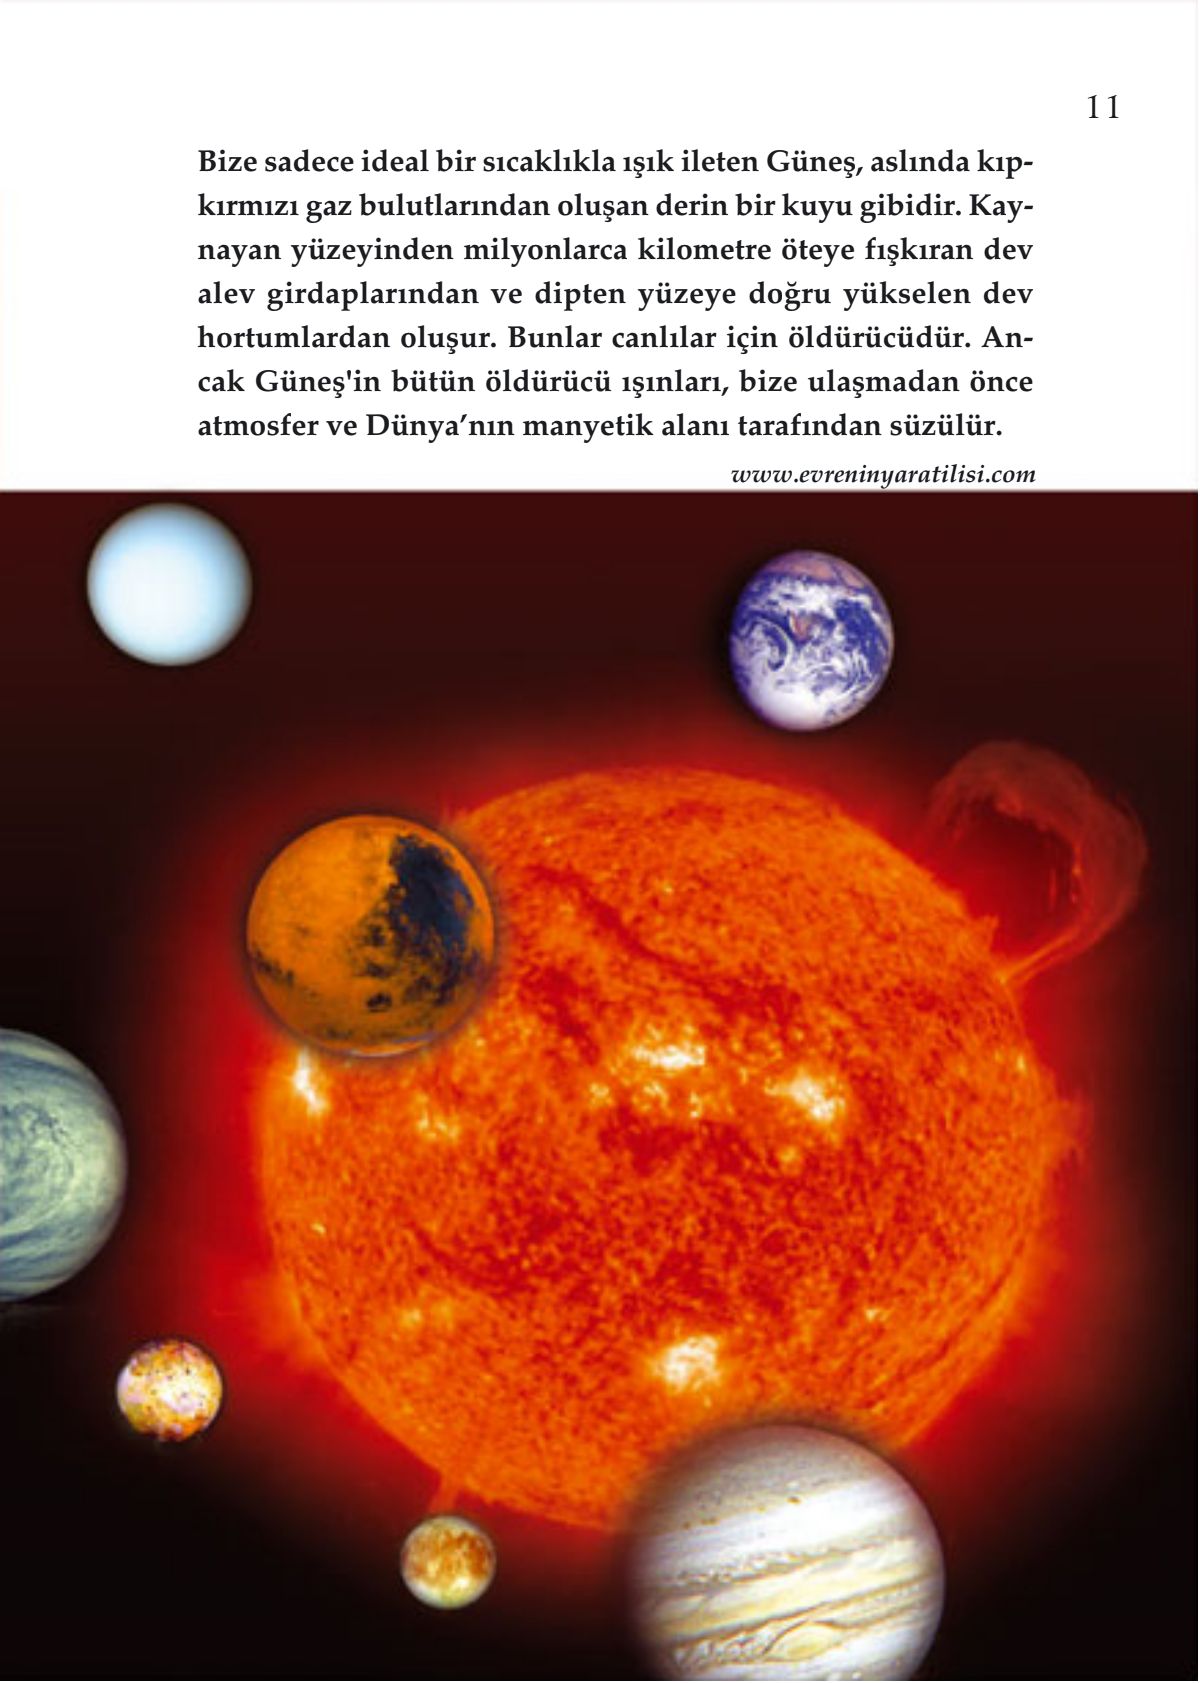 11
Bize sadece ideal bir sıcaklıkla ışık ileten Güneş, aslında kıp-
kırmızı gaz bulutlarından oluşan derin bir kuyu gibidir. Kay-
nayan yüzeyinden milyonlarca kilometre öteye fışkıran dev
alev girdaplarından ve dipten yüzeye doğru yükselen dev
hortumlardan oluşur. Bunlar canlılar için öldürücüdür. An-
cak Güneş'in bütün öldürücü ışınları, bize ulaşmadan önce
atmosfer ve Dünya’nın manyetik alanı tarafından süzülür.
www.evreninyaratilisi.com